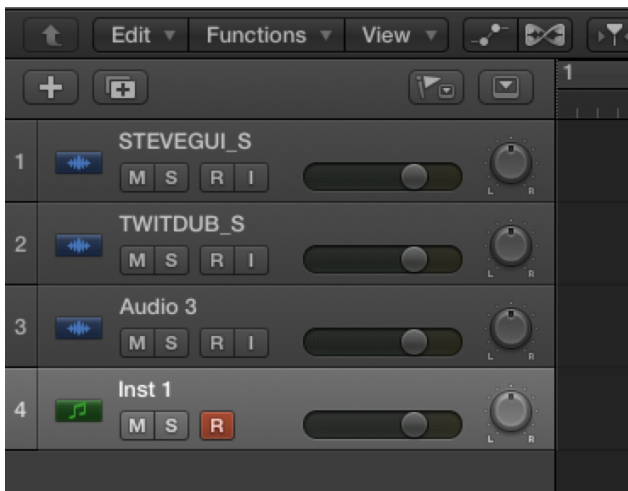 Edit Functions View
1
STEVEGUI_S
1 M S R I L R
TWITDUB_S
2 M S R I L R
Audio 3
3 M S R I L R
Inst 1
4 M S R L R